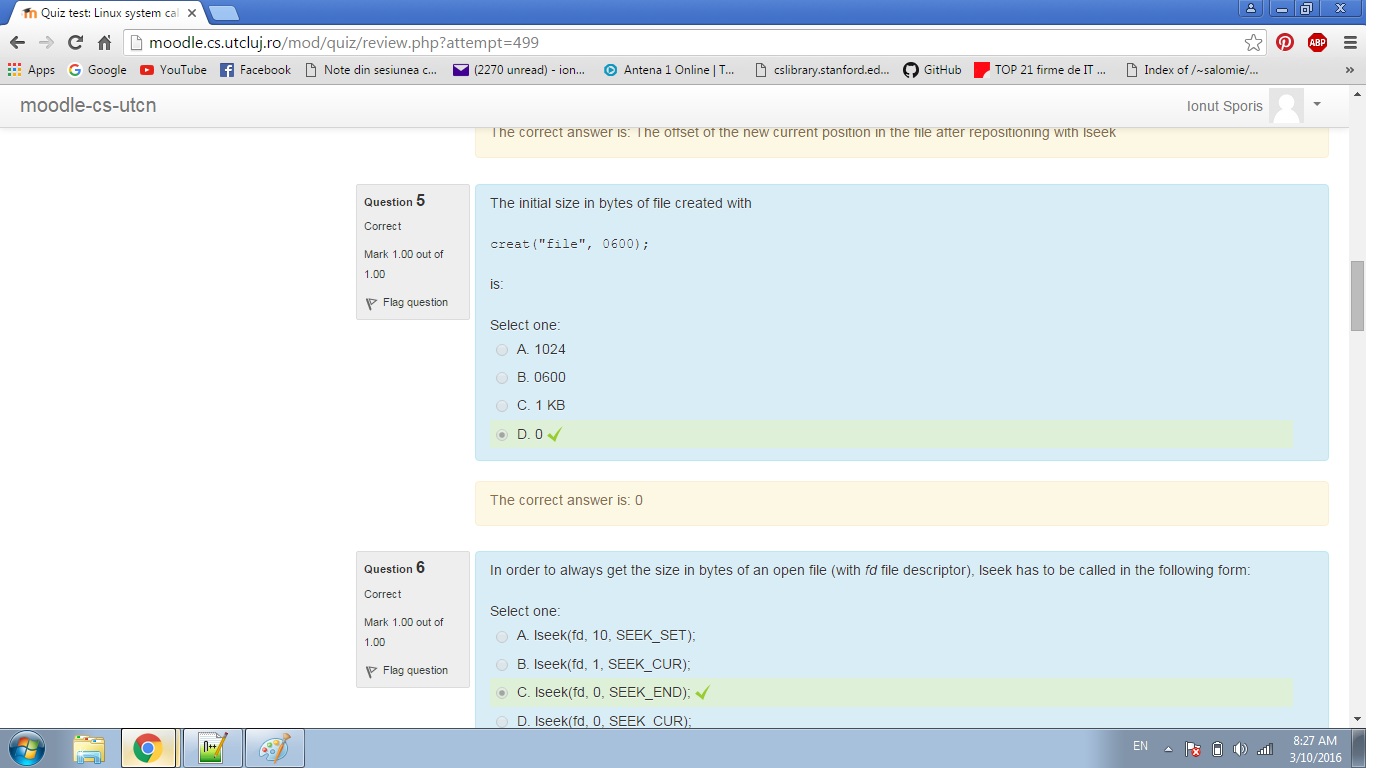 Quiz test: Linux system cal
moodle.cs.utcluj.ro/mod/quiz/review.php?attempt=499
ABP
Apps Google YouTube Facebook Note din sesiunea c... (2270 unread) - ion... Antena 1 Online | T... cslibrary.stanford.ed... GitHub TOP 21 firme de IT ... Index of /~salomie/... »
moodle-cs-utcn
Ionut Sporis
The correct answer is: The offset of the new current position in the file after repositioning with lseek
Question 5
Correct
Mark 1.00 out of
1.00
Flag question
The initial size in bytes of file created with
creat("file", 0600);
is:
Select one:
A. 1024
B. 0600
C. 1 KB
D. 0
The correct answer is: 0
Question 6
Correct
Mark 1.00 out of
1.00
Flag question
In order to always get the size in bytes of an open file (with fd file descriptor), lseek has to be called in the following form:
Select one:
A. lseek(fd, 10, SEEK_SET);
B. lseek(fd, 1, SEEK_CUR);
C. lseek(fd, 0, SEEK_END);
D. lseek(fd, 0, SEEK_CUR);
EN
8:27 AM
3/10/2016